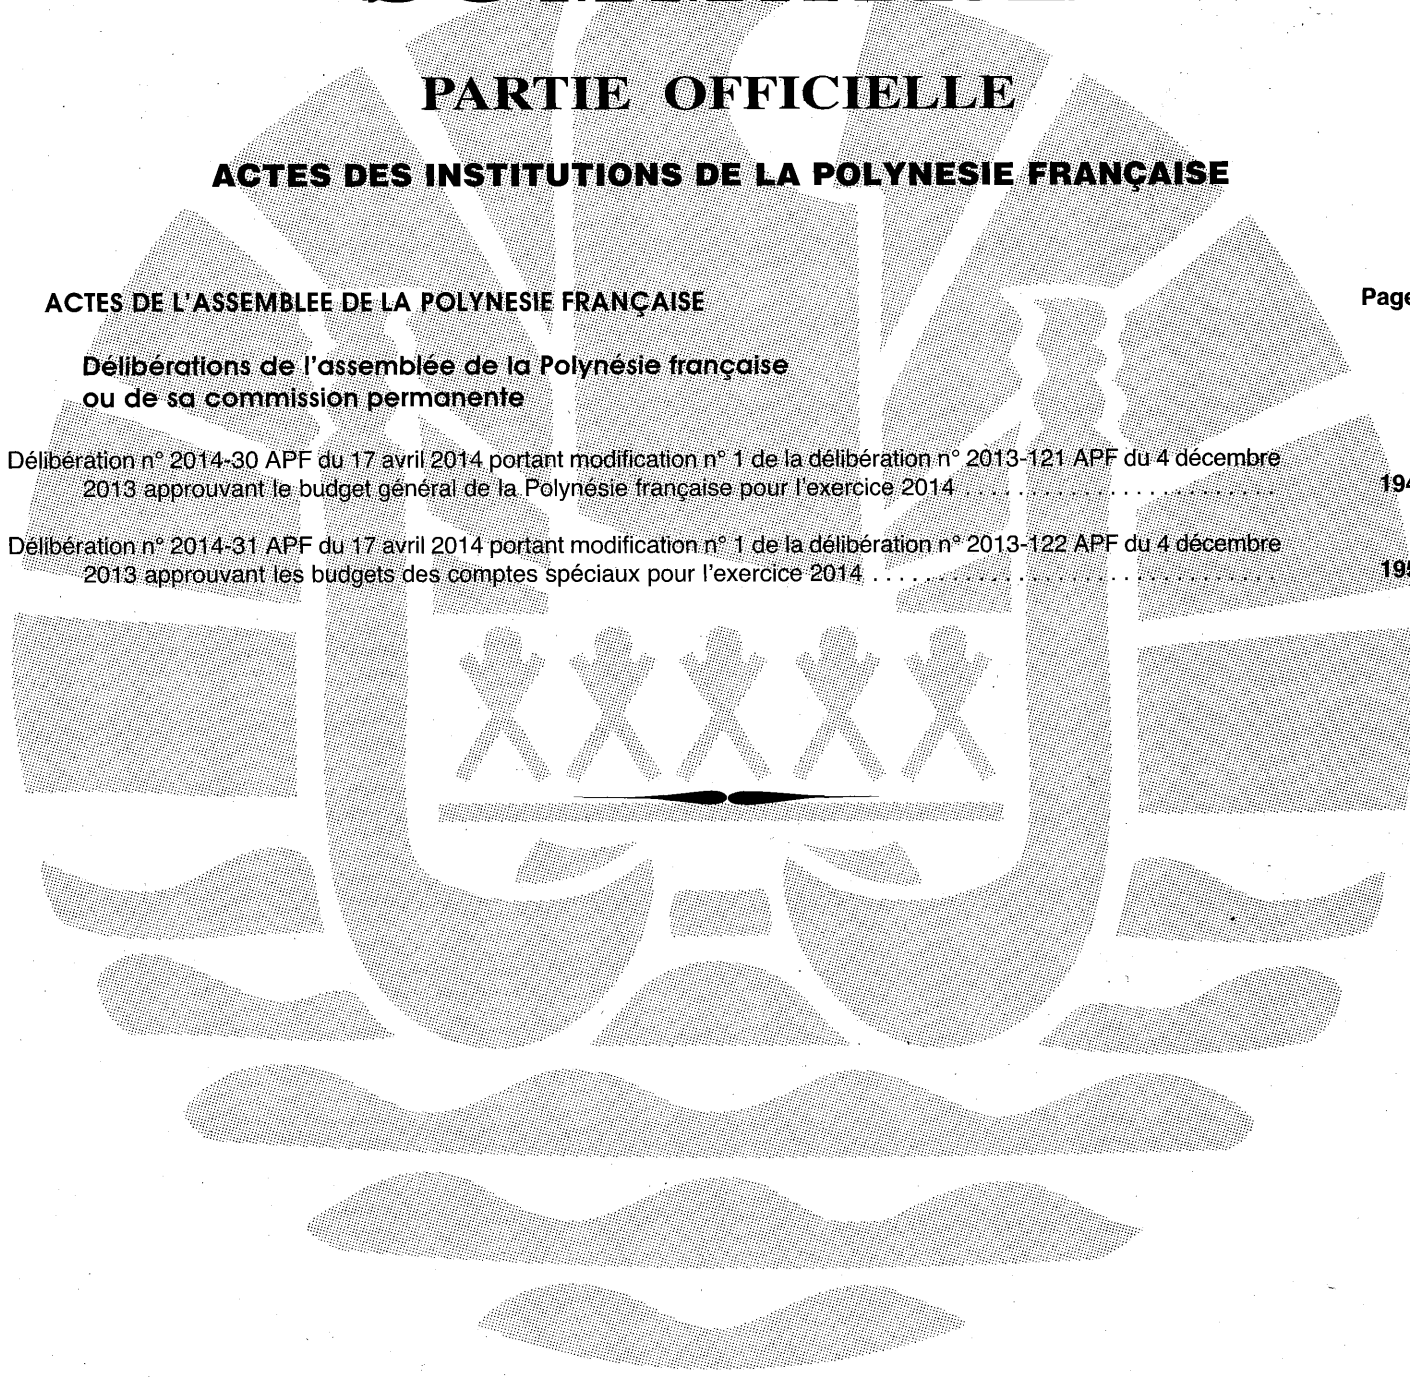 PARTIE OFFICIELLE
ACTES DES INSTITUTIONS DE LA POLYNESIE FRANÇAISE
ACTES DE L'ASSEMBLEE DE LA POLYNESIE FRANÇAISE
Délibérations de l'assemblée de la Polynésie française
ou de sa commission permanente
Délibération n° 2014-30 APF du 17 avril 2014 portant modification n° 1 de la délibération n° 2013-121 APF du 4 décembre
2013 approuvant le budget général de la Polynésie française pour l'exercice 2014 . . . . . . . . . . . . . . . . . . . . . . . .
Délibération n° 2014-31 APF du 17 avril 2014 portant modification n° 1 de la délibération n° 2013-122 APF du 4 décembre
2013 approuvant les budgets des comptes spéciaux pour l'exercice 2014 . . . . . . . . . . . . . . . . . . . . . . . . . . . . . .